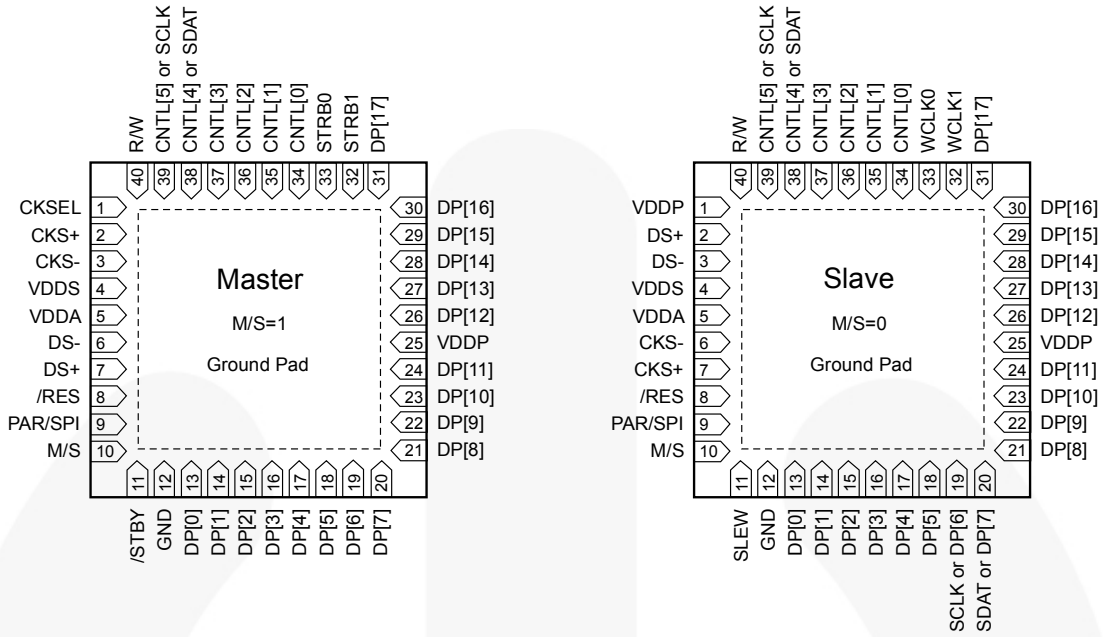 R/W
CNTL[5] or SCLK
CNTL[4] or SDAT
CNTL[3]
CNTL[2]
CNTL[1]
CNTL[0]
STRB0
STRB1
DP[17]
40 39 38 37 36 35 34 33 32 31
CKSEL 1
CKS+ 2
CKS- 3
VDDS 4
VDDA 5
DS- 6
DS+ 7
/RES 8
PAR/SPI 9
M/S 10
Master
M/S=1
Ground Pad
30 DP[16]
29 DP[15]
28 DP[14]
27 DP[13]
26 DP[12]
25 VDDP
24 DP[11]
23 DP[10]
22 DP[9]
21 DP[8]
11 12 13 14 15 16 17 18 19 20
/STBY
GND
DP[0]
DP[1]
DP[2]
DP[3]
DP[4]
DP[5]
DP[6]
DP[7]
R/W
CNTL[5] or SCLK
CNTL[4] or SDAT
CNTL[3]
CNTL[2]
CNTL[1]
CNTL[0]
WCLK0
WCLK1
DP[17]
40 39 38 37 36 35 34 33 32 31
VDDP 1
DS+ 2
DS- 3
VDDS 4
VDDA 5
CKS- 6
CKS+ 7
/RES 8
PAR/SPI 9
M/S 10
Slave
M/S=0
Ground Pad
30 DP[16]
29 DP[15]
28 DP[14]
27 DP[13]
26 DP[12]
25 VDDP
24 DP[11]
23 DP[10]
22 DP[9]
21 DP[8]
11 12 13 14 15 16 17 18 19 20
SLEW
GND
DP[0]
DP[1]
DP[2]
DP[3]
DP[4]
DP[5]
SCLK or DP[6]
SDAT or DP[7]